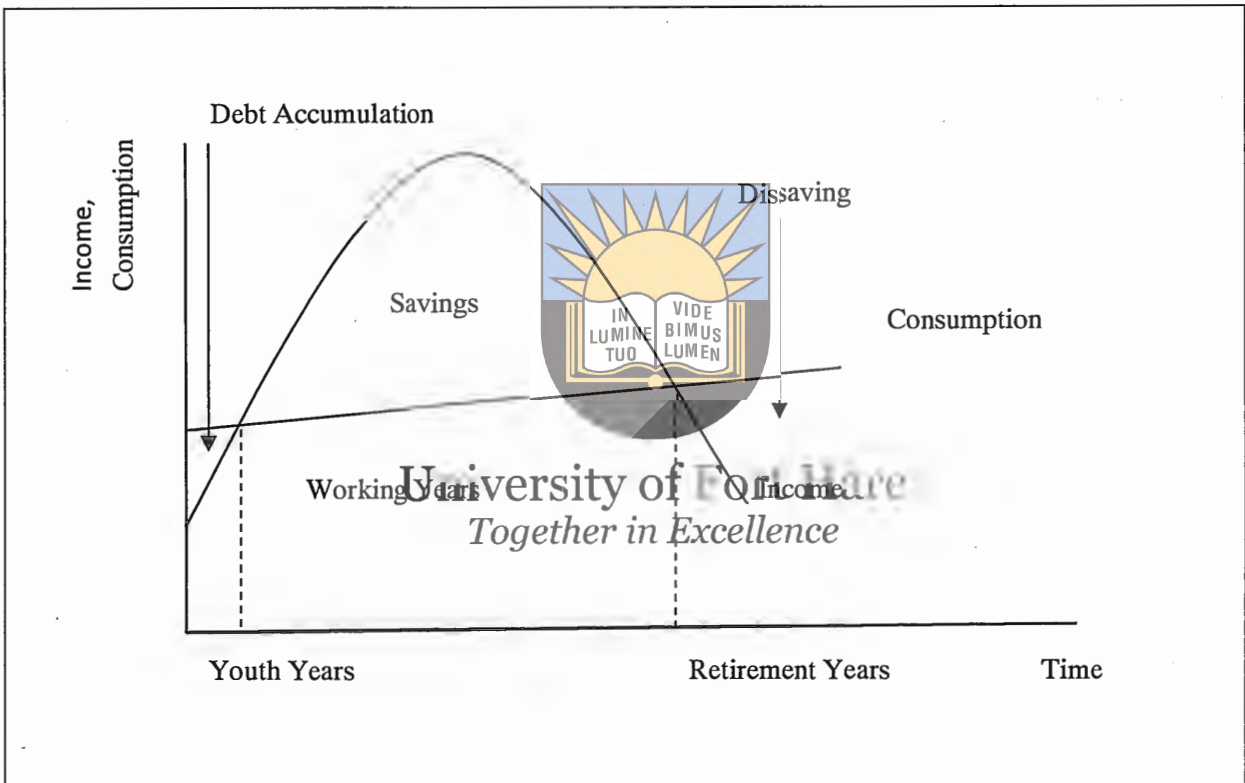 Debt Accumulation
Income,
Consumption
Dissaving
Savings
IN
LUMINE
TUO
VIDE
BIMUS
LUMEN
Consumption
Working Years
Income
University of Fort Hare
Together in Excellence
Youth Years
Retirement Years
Time